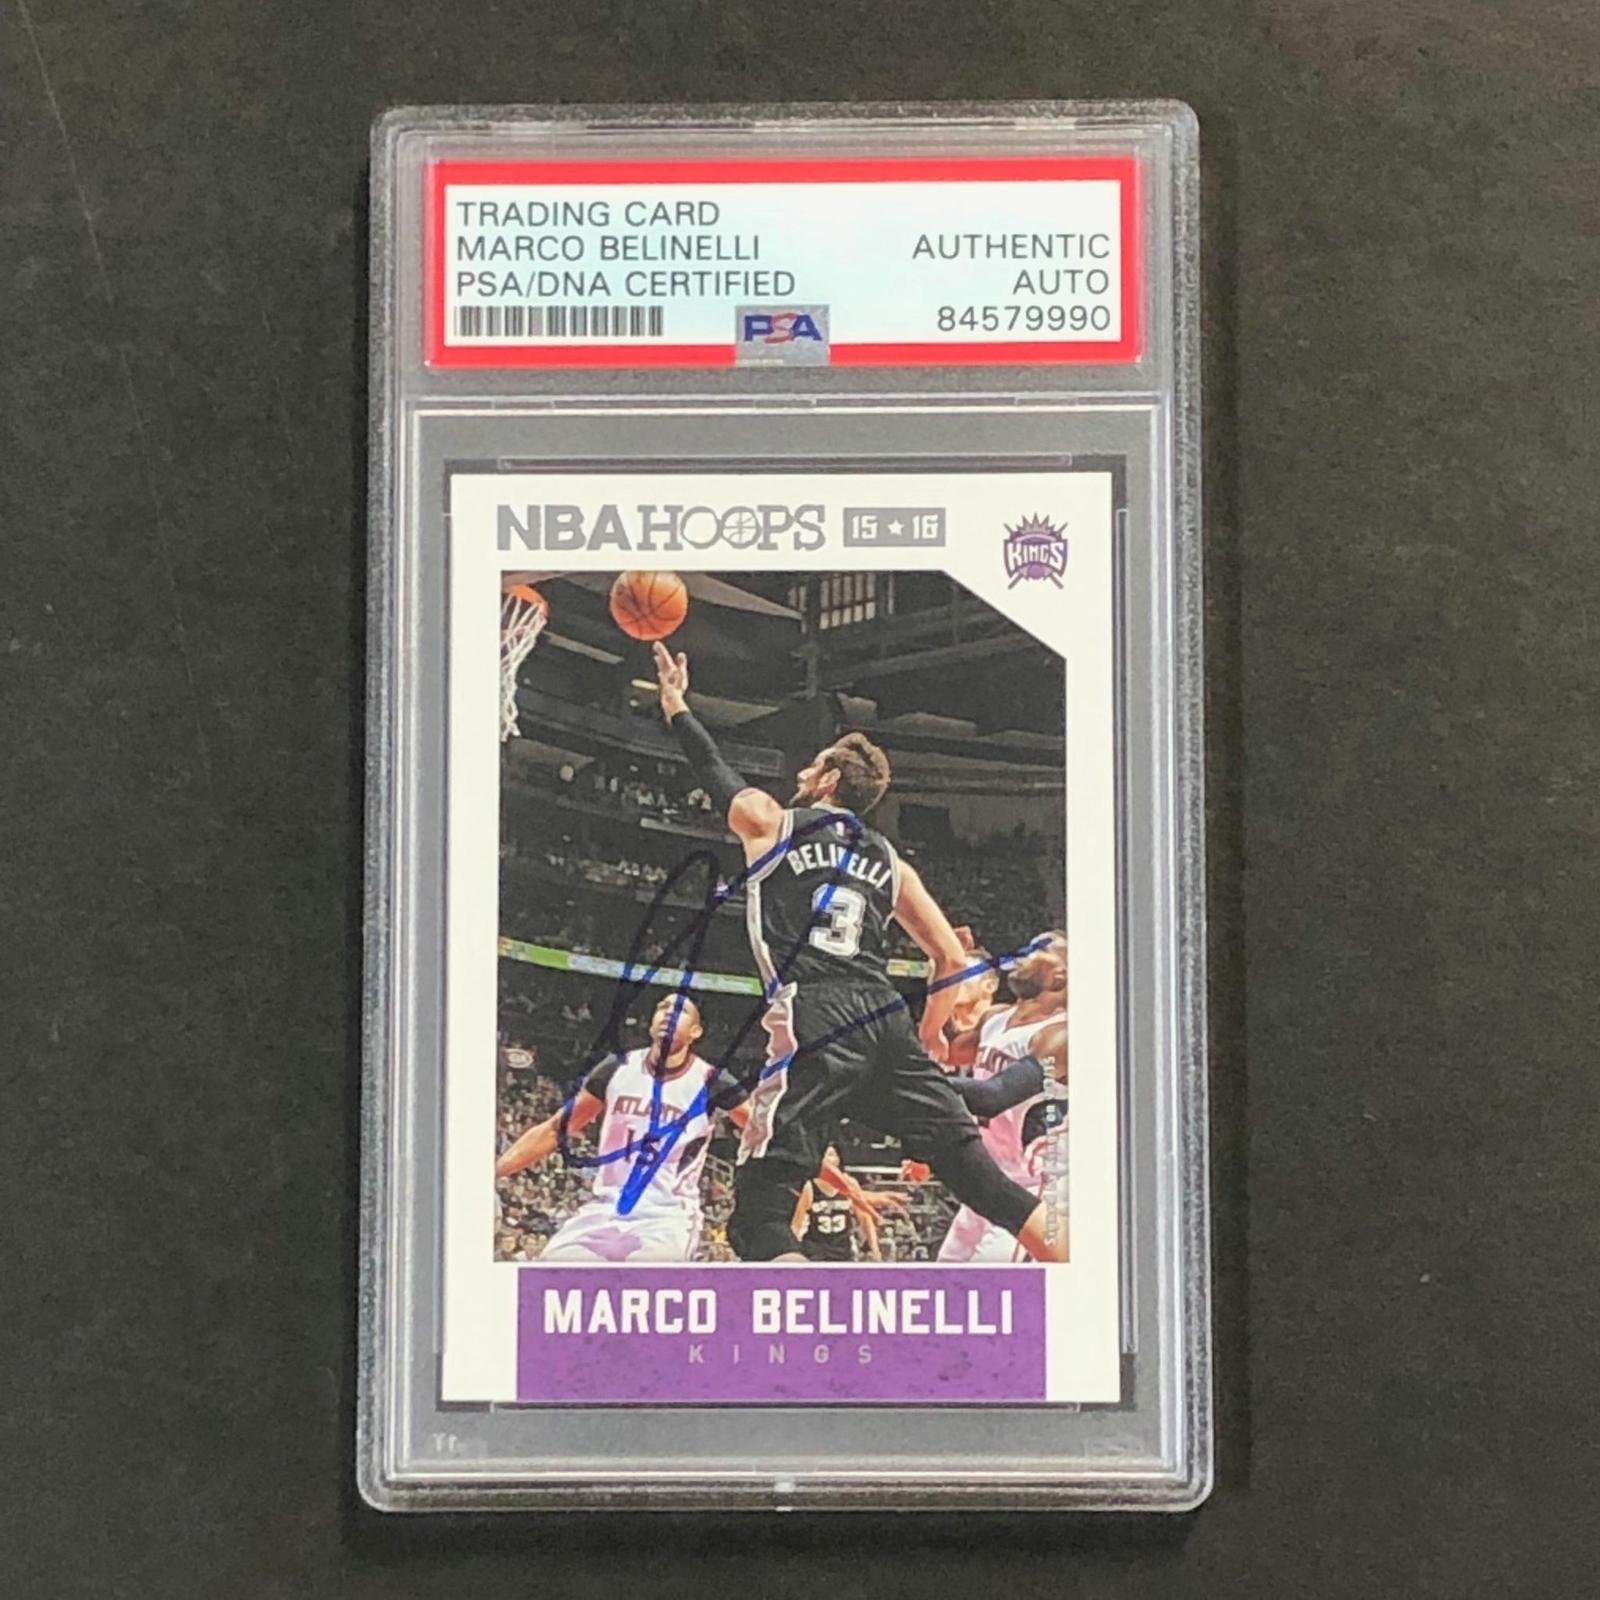 TRADING CARD
MARCO BELINELLI AUTHENTIC
PSA/DNA CERTIFIED AUTO
PSA 84579990
NBA HOOPS 15 ★ 16
KINGS
BELINELLI
3
ATLANT
15
33
MARCO BELINELLI
KINGS